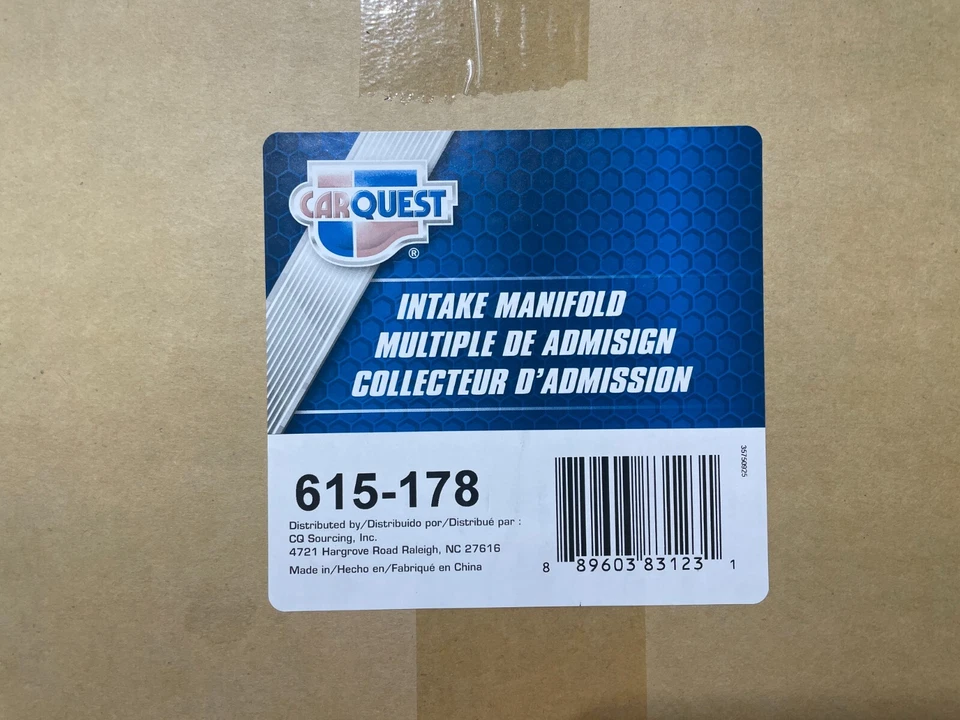 CARQUEST
®
INTAKE MANIFOLD
MULTIPLE DE ADMISIGN
COLLECTEUR D'ADMISSION
615-178
Distributed by/Distribuido por/Distribué par :
CQ Sourcing, Inc.
4721 Hargrove Road Raleigh, NC 27616
Made in/Hecho en/Fabriqué en China
8 89603 83123 1
35750925